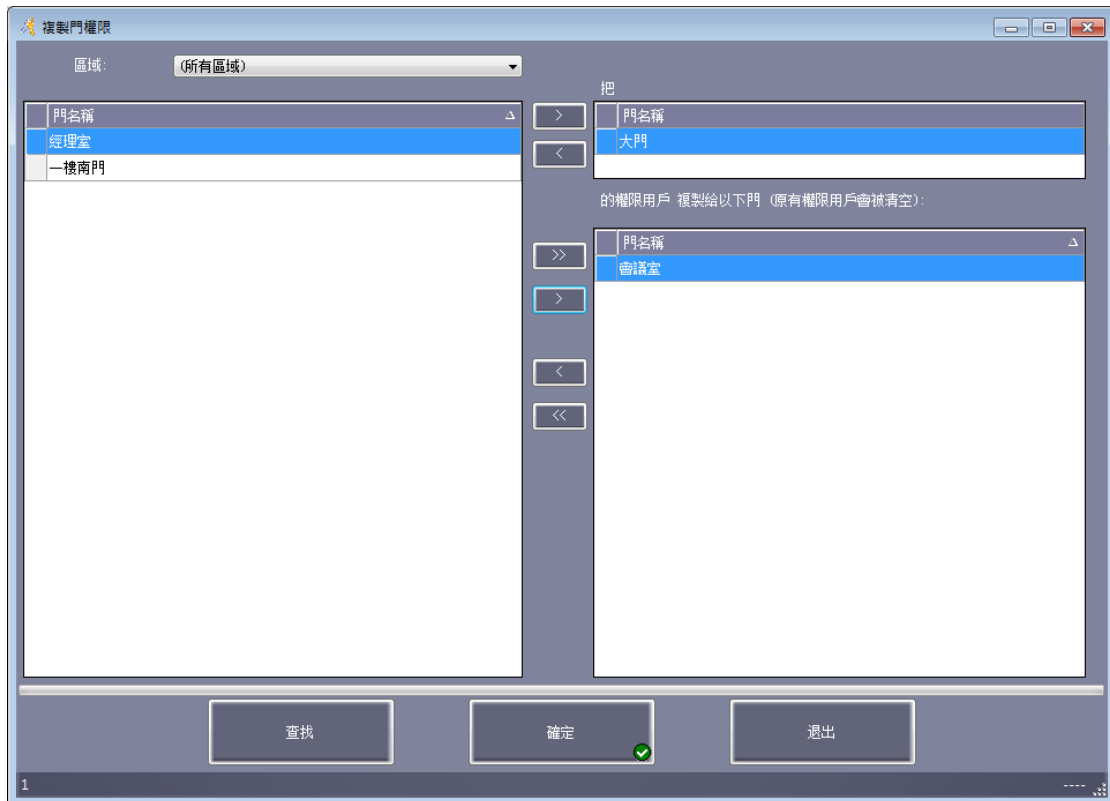 複製門權限
區域:
(所有區域)
把
門名稱
經理室
一樓南門
>
<
門名稱
大門
的權限用戶 複製給以下門 (原有權限用戶會被清空):
>>
>
<
<<
門名稱
會議室
查找
確定
退出
1
----